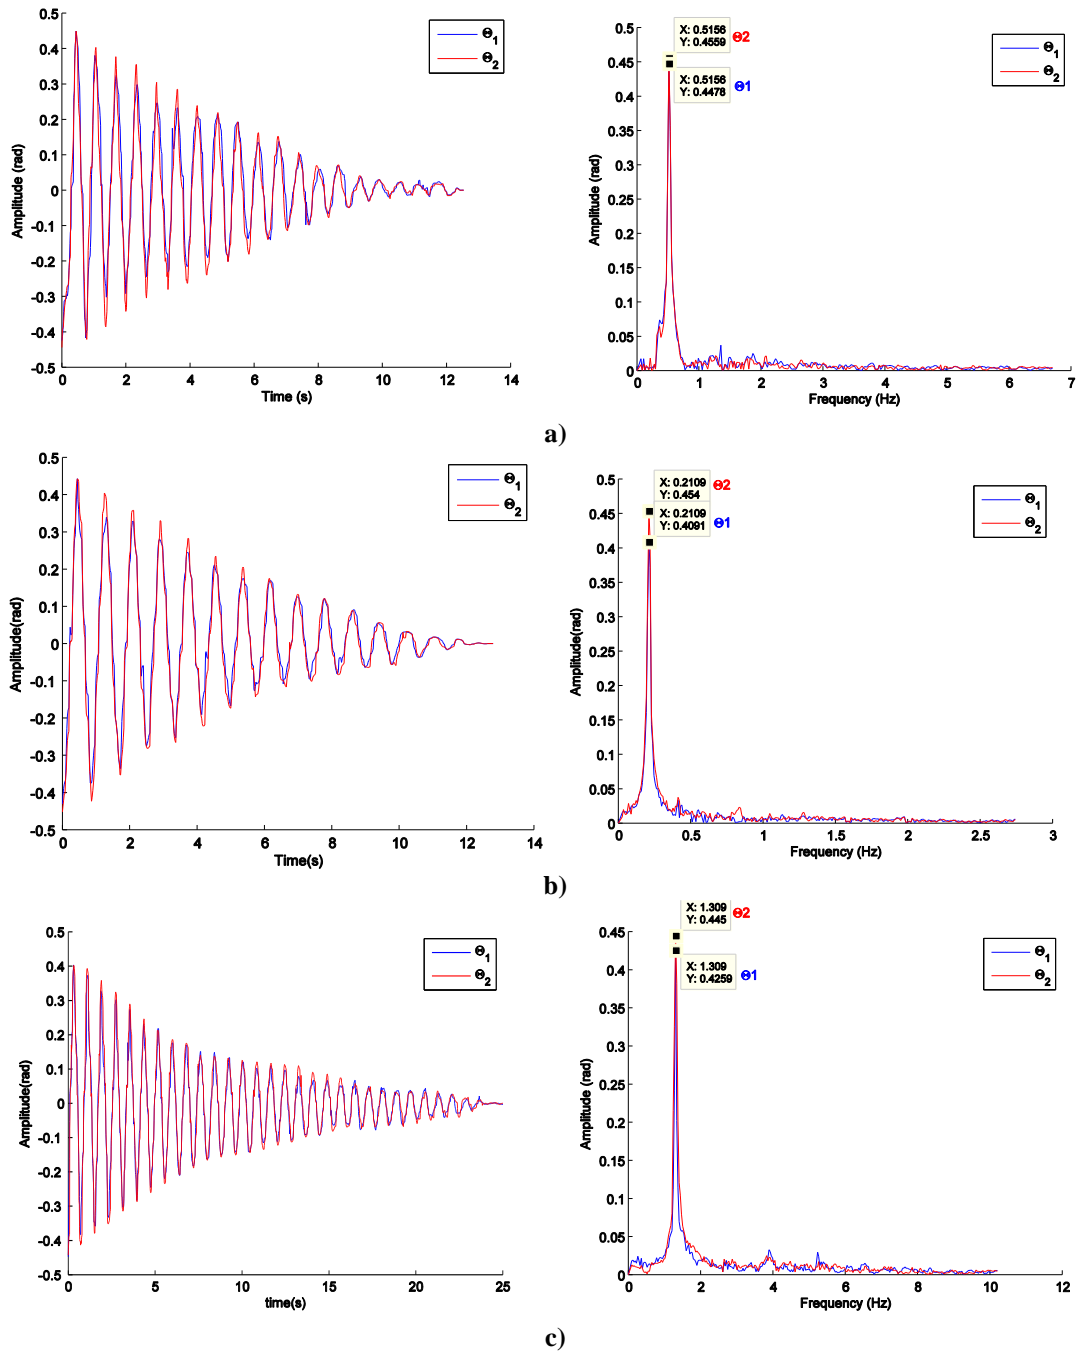 0.5
0.4
0.3
0.2
0.1
0
-0.1
-0.2
-0.3
-0.4
-0.5
Amplitude (rad)
0 2 4 6 8 10 12 14
Time (s)
Θ1
Θ2
X: 0.5156
Y: 0.4559
Θ2
X: 0.5156
Y: 0.4478
Θ1
0.5
0.45
0.4
0.35
0.3
0.25
0.2
0.15
0.1
0.05
0
Amplitude (rad)
0 1 2 3 4 5 6 7
Frequency (Hz)
Θ1
Θ2
a)
0.5
0.4
0.3
0.2
0.1
0
-0.1
-0.2
-0.3
-0.4
-0.5
Amplitude(rad)
0 2 4 6 8 10 12 14
Time(s)
Θ1
Θ2
X: 0.2109
Y: 0.454
Θ2
X: 0.2109
Y: 0.4091
Θ1
0.5
0.45
0.4
0.35
0.3
0.25
0.2
0.15
0.1
0.05
0
Amplitude(rad)
0 0.5 1 1.5 2 2.5 3
Frequency (Hz)
Θ1
Θ2
b)
0.5
0.4
0.3
0.2
0.1
0
-0.1
-0.2
-0.3
-0.4
-0.5
Amplitude(rad)
0 5 10 15 20 25
time(s)
Θ1
Θ2
X: 1.309
Y: 0.445
Θ2
X: 1.309
Y: 0.4259
Θ1
0.45
0.4
0.35
0.3
0.25
0.2
0.15
0.1
0.05
0
Amplitude (rad)
0 2 4 6 8 10 12
Frequency (Hz)
Θ1
Θ2
c)